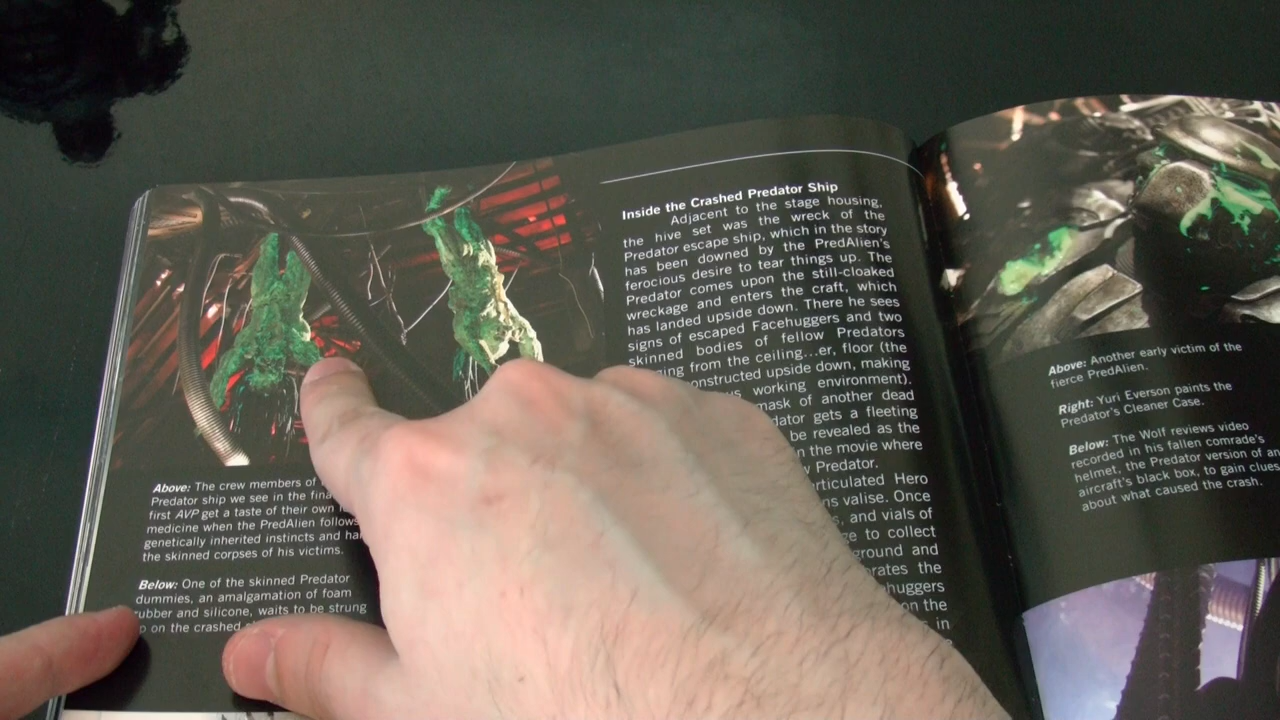 Above: The crew members of
Predator ship we see in the fina
first AVP get a taste of their own
medicine when the PredAlien follows
genetically inherited instincts and ha
the skinned corpses of his victims.
Below: One of the skinned Predator
dummies, an amalgamation of foam
rubber and silicone, waits to be strung
on the crashed
Inside the Crashed Predator Ship
Adjacent to the stage housing,
the hive set was the wreck of the
Predator escape ship, which in the story
has been downed by the PredAlien's
ferocious desire to tear things up. The
Predator comes upon the still-cloaked
wreckage and enters the craft, which
has landed upside down. There he sees
signs of escaped Facehuggers and two
skinned bodies of fellow Predators
ging from the ceiling...er, floor (the
onstructed upside down, making
us working environment).
mask of another dead
dator gets a fleeting
be revealed as the
n the movie where
w Predator.
rticulated Hero
ns valise. Once
s, and vials of
ge to collect
ground and
erates the
ehuggers
on the
s in
Above: Another early victim of the
fierce PredAlien.
Right: Yuri Everson paints the
Predator's Cleaner Case.
Below: The Wolf reviews video
recorded in his fallen comrade's
helmet, the Predator version of an
aircraft's black box, to gain clues
about what caused the crash.